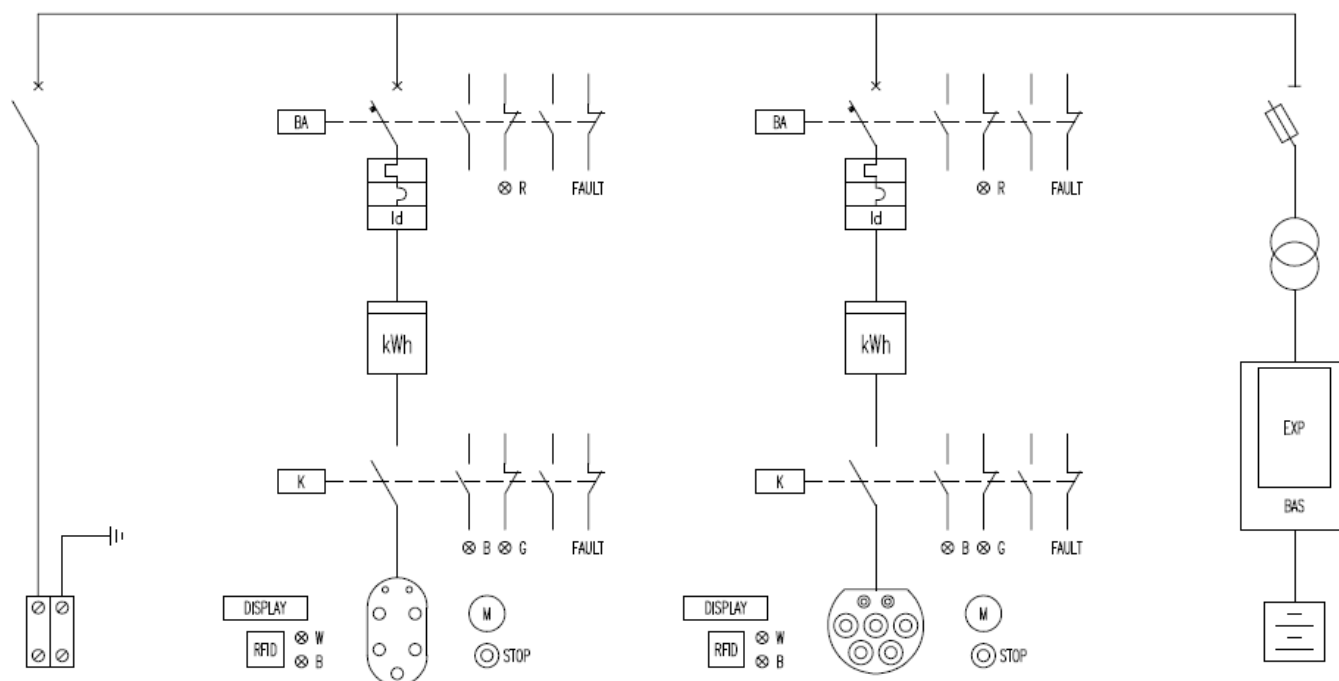 BA
BA
R FAULT
R FAULT
Id
Id
kWh
kWh
EXP
K
K
BAS
B G FAULT
B G FAULT
DISPLAY
M
DISPLAY
M
RFID W
B
STOP
RFID W
B
STOP